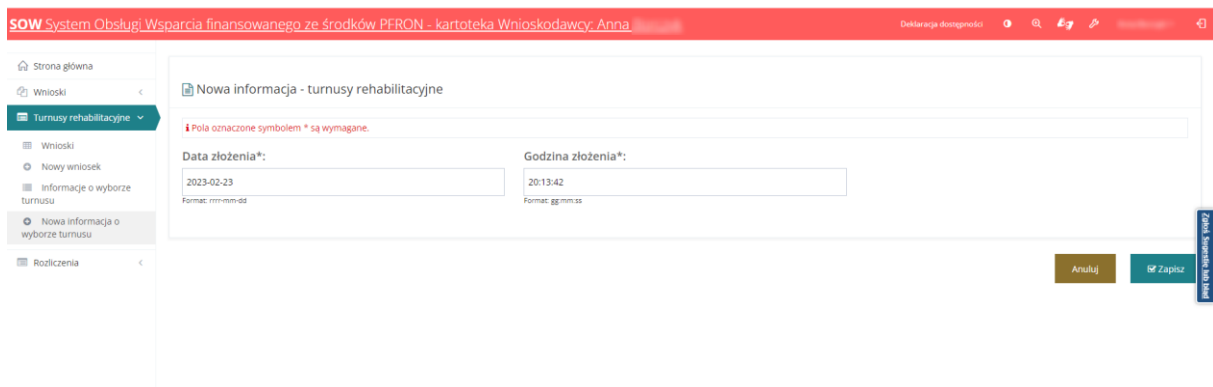 SOW System Obsługi Wsparcia finansowanego ze środków PFRON - kartoteka Wnioskodawcy: Anna
Deklaracja dostępności
Strona główna
Wnioski
Turnusy rehabilitacyjne
Wnioski
Nowy wniosek
Informacje o wyborze
turnusu
Nowa informacja o
wyborze turnusu
Rozliczenia
Nowa informacja - turnusy rehabilitacyjne
Pola oznaczone symbolem * są wymagane.
Data złożenia*: Godzina złożenia*:
2023-02-23 20:13:42
Format: rrrr-mm-dd Format: gg:mm:ss
Anuluj Zapisz
Zgłoś Sugestię lub błąd